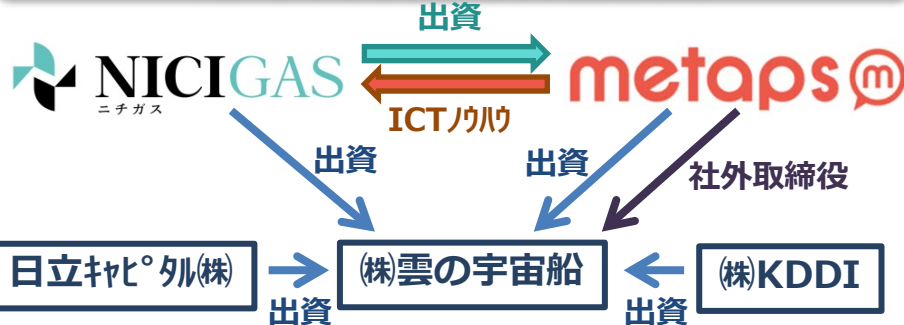 出資
NICIGAS
ニチガス
metaps m
ICTノウハウ
出資
出資
社外取締役
日立ｷｬﾋﾟﾀﾙ㈱
㈱雲の宇宙船
㈱KDDI
出資
出資